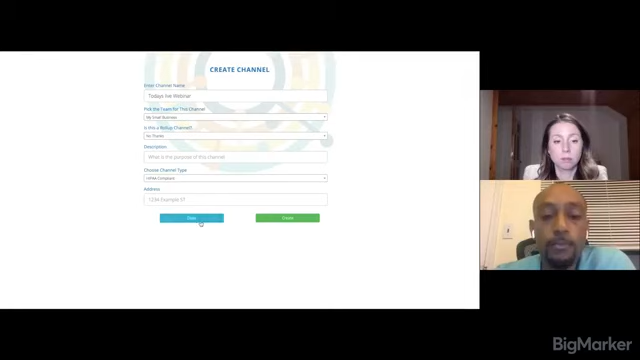 CREATE CHANNEL
Enter Channel Name
Todays live Webinar
Pick the Team for This Channel
My Small Business
Is this a Rollup Channel?
No Thanks
Description
What is this purpose of this channel
Choose Channel Type
HIPAA Compliant
Address
1234 Example ST
Create
BigMarker